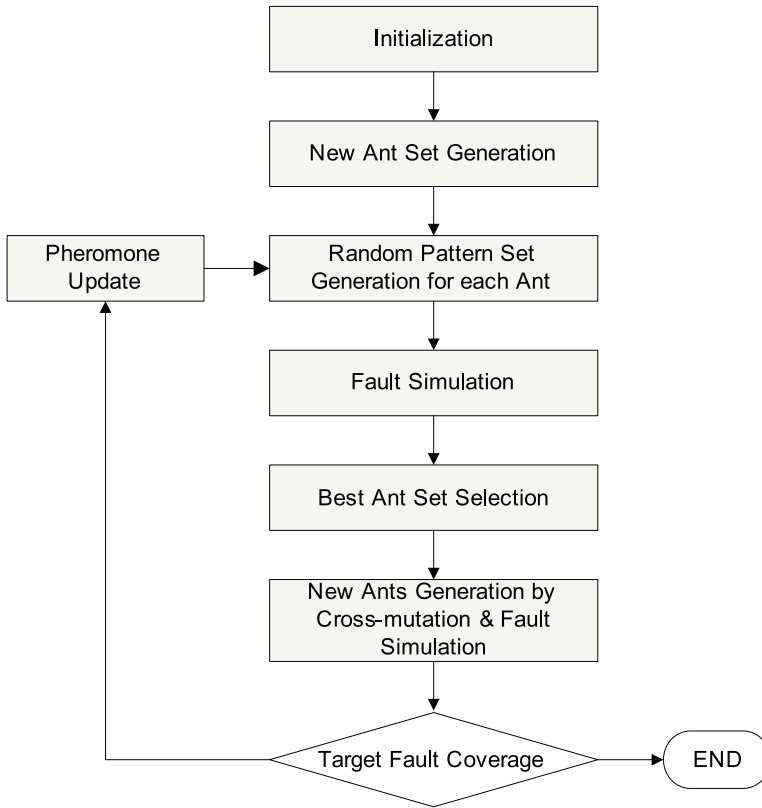 Initialization
New Ant Set Generation
Pheromone
Update
Random Pattern Set
Generation for each Ant
Fault Simulation
Best Ant Set Selection
New Ants Generation by
Cross-mutation & Fault
Simulation
Target Fault Coverage
END